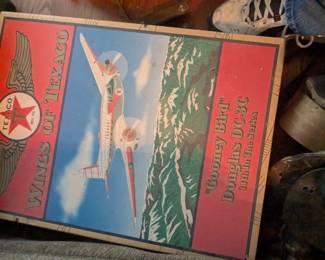 WINGS OF TEXACO
TEXACO
"Gooney Bird"
Douglas DC-3C